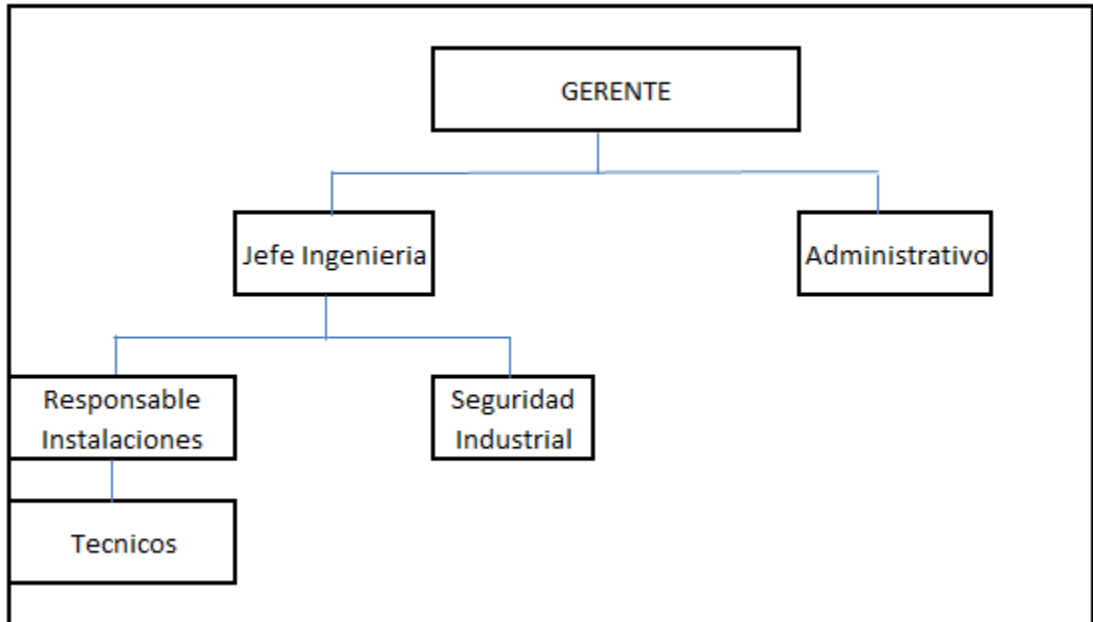 GERENTE
Jefe Ingenieria
Administrativo
Responsable
Instalaciones
Seguridad
Industrial
Tecnicos